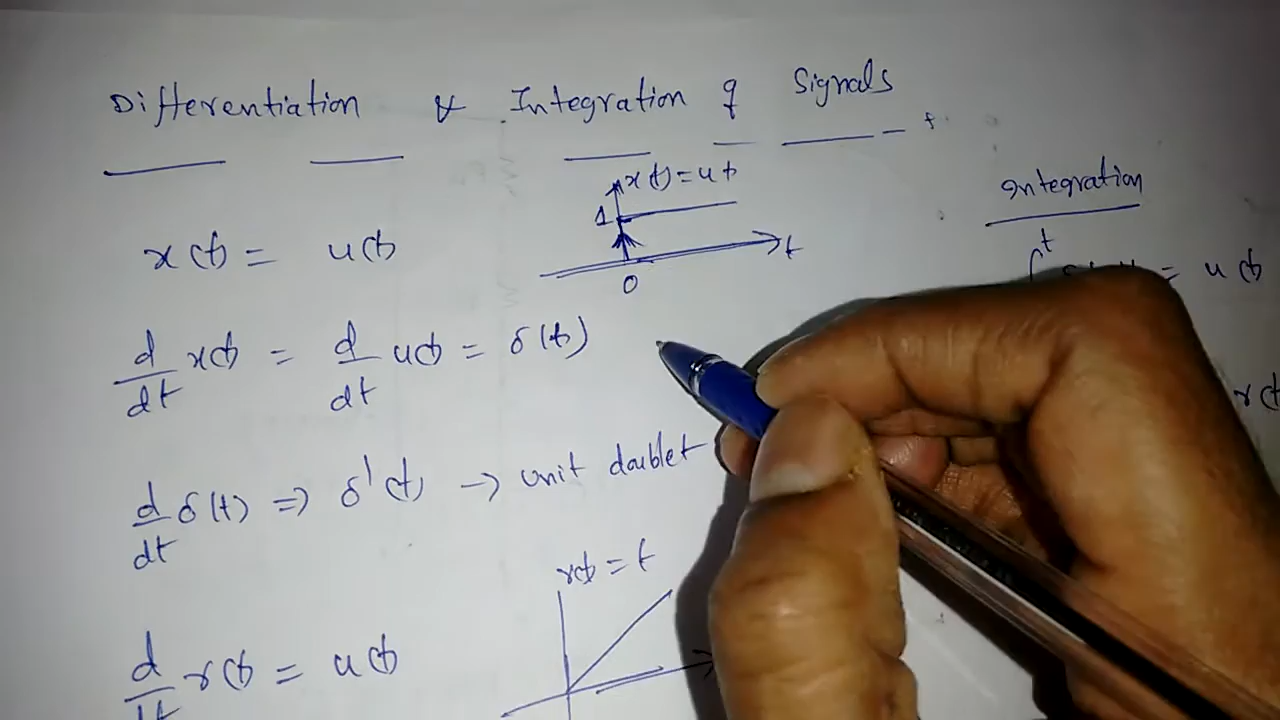 Differentiation & Integration of Signals
x(t) = u(t)
x(t) = u(t)
1
0
t
d/dt x(t) = d/dt u(t) = δ(t)
d/dt δ(t) => δ'(t) -> unit doublet
r(t) = t
d/dt r(t) = u(t)
Integration
= u(t)
r(t)